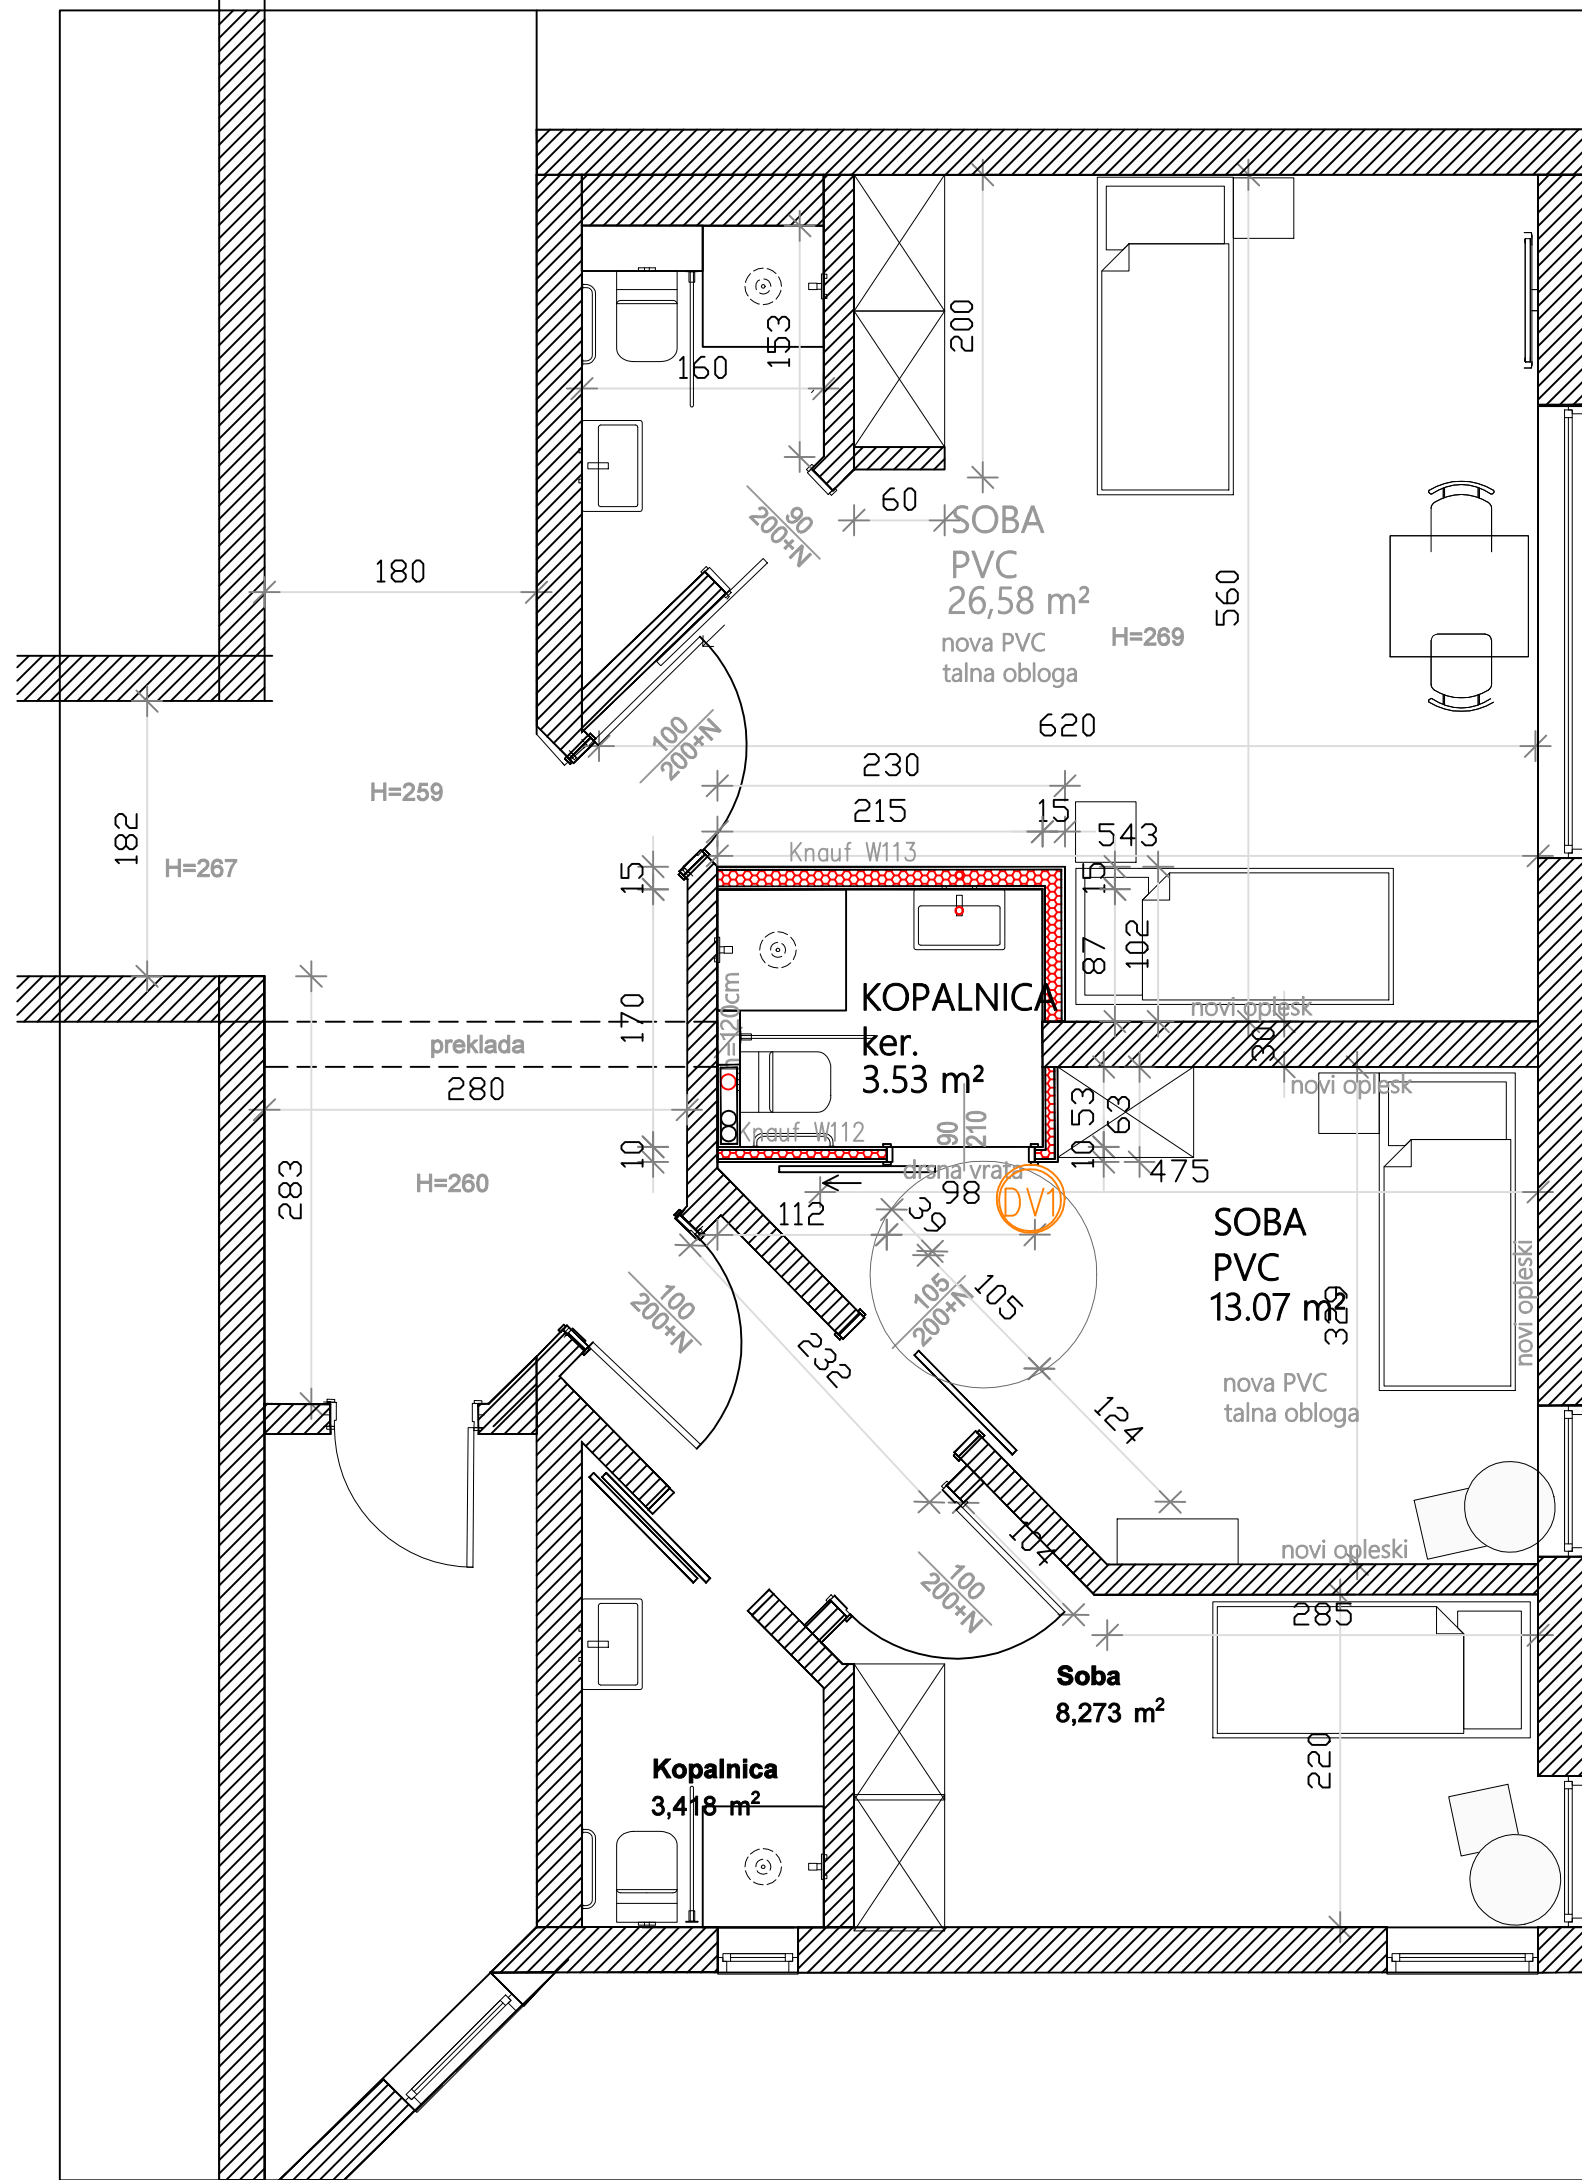 153
160
200
90
200+N
60
SOBA
PVC
26,58 m²
nova PVC
talna obloga
H=269
560
180
620
100
200+N
230
215
15
543
H=259
182
H=267
Knauf W113
15
15
87
102
KOPALNICA
ker.
3.53 m²
h=120cm
170
novi oplesk
30
novi oplesk
preklada
280
53
63
Knauf W112
90
210
10
10
drsna vrata
475
98
DV1
H=260
283
112
39
SOBA
PVC
13.07 m²
329
novi opleski
105
105
200+N
100
200+N
232
nova PVC
talna obloga
124
104
novi opleski
100
200+N
285
Soba
8,273 m²
220
Kopalnica
3,418 m²